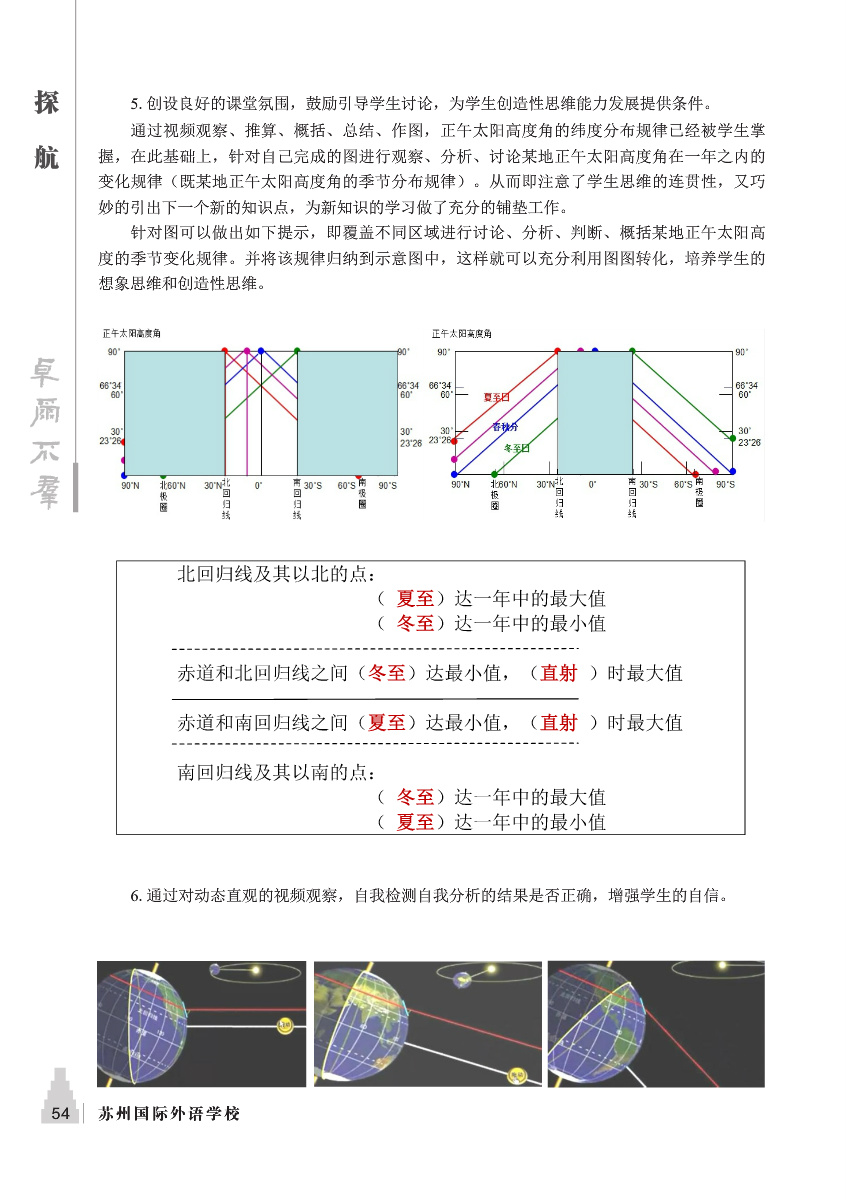 探
航
5. 创设良好的课堂氛围，鼓励引导学生讨论，为学生创造性思维能力发展提供条件。
通过视频观察、推算、概括、总结、作图，正午太阳高度角的纬度分布规律已经被学生掌
握，在此基础上，针对自己完成的图进行观察、分析、讨论某地正午太阳高度角在一年之内的
变化规律（既某地正午太阳高度角的季节分布规律）。从而即注意了学生思维的连贯性，又巧
妙的引出下一个新的知识点，为新知识的学习做了充分的铺垫工作。
针对图可以做出如下提示，即覆盖不同区域进行讨论、分析、判断、概括某地正午太阳高
度的季节变化规律。并将该规律归纳到示意图中，这样就可以充分利用图图转化，培养学生的
想象思维和创造性思维。
卓
尔
不
群
正午太阳高度角
90°
66°34
60°
30°
23°26
90°
66°34
60°
30°
23°26
90°N 北极圈 60°N 30°N 北回归线 0° 南回归线 30°S 60°S 南极圈 90°S
正午太阳高度角
90°
66°34
60°
30°
23°26
夏至日
春秋分
冬至日
90°
66°34
60°
30°
23°26
90°N 北极圈 60°N 30°N 北回归线 0° 南回归线 30°S 60°S 南极圈 90°S
北回归线及其以北的点：
（ 夏至）达一年中的最大值
（ 冬至）达一年中的最小值
赤道和北回归线之间（冬至）达最小值，（直射 ）时最大值
赤道和南回归线之间（夏至）达最小值，（直射 ）时最大值
南回归线及其以南的点：
（ 冬至）达一年中的最大值
（ 夏至）达一年中的最小值
6. 通过对动态直观的视频观察，自我检测自我分析的结果是否正确，增强学生的自信。
54
苏州国际外语学校